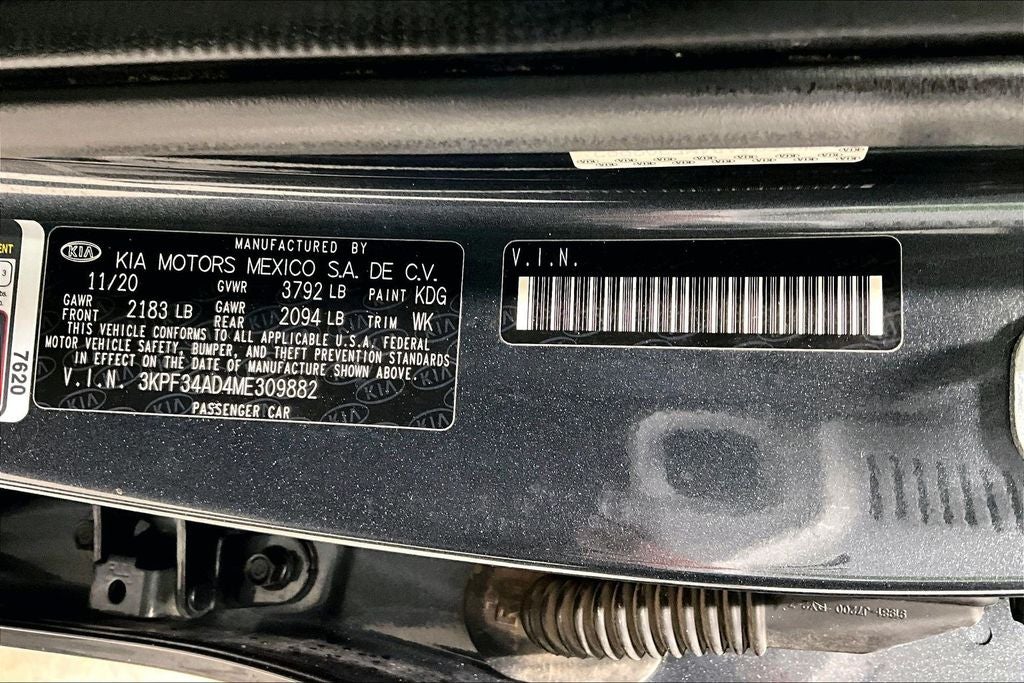 MANUFACTURED BY
KIA
KIA MOTORS MEXICO S.A. DE C.V.
11/20 GVWR 3792 LB PAINT KDG
GAWR FRONT 2183 LB GAWR REAR 2094 LB TRIM WK
THIS VEHICLE CONFORMS TO ALL APPLICABLE U.S.A. FEDERAL
MOTOR VEHICLE SAFETY, BUMPER, AND THEFT PREVENTION STANDARDS
IN EFFECT ON THE DATE OF MANUFACTURE SHOWN ABOVE.
V.I.N. 3KPF34AD4ME309882
PASSENGER CAR
V.I.N.
7620
3